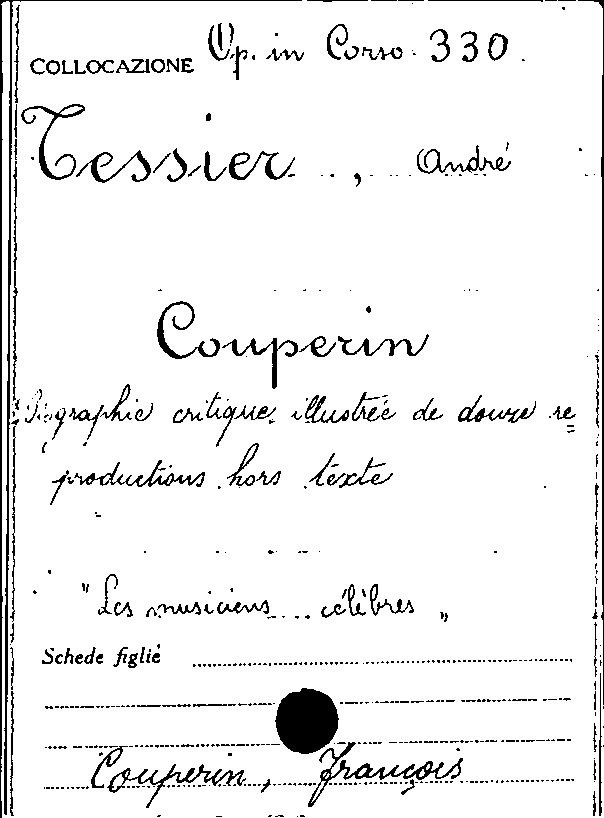 COLLOCAZIONE Op. in Corso 330.
Tessier, André
Couperin
Biographie critique illustrée de douze re
productions hors texte
"Les musiciens célèbres„
Schede figlie
Couperin, François